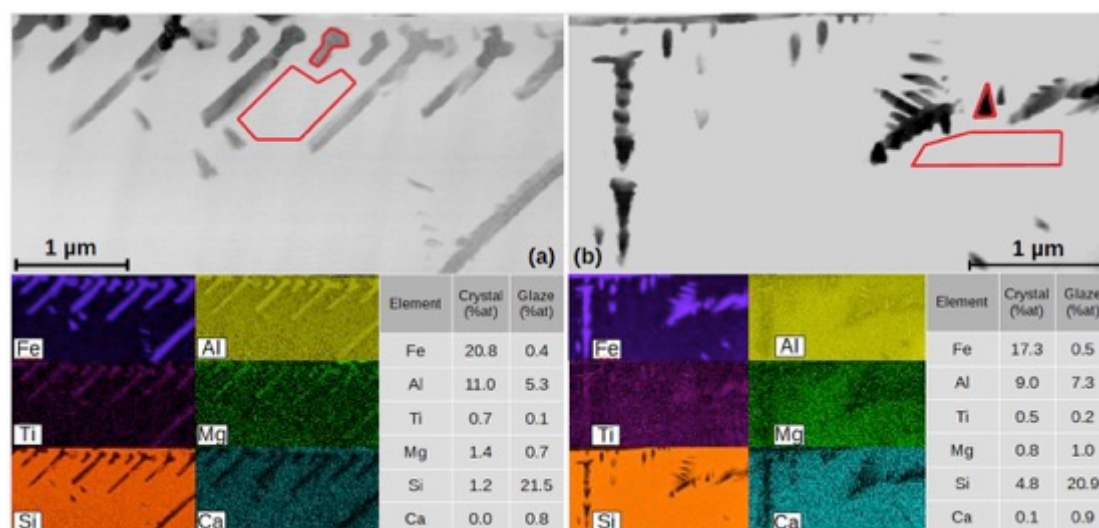 1 µm
(a)
(b)
1 µm
Fe
Al
Ti
Mg
Si
Ca
Element Crystal (%at) Glaze (%at)
Fe 20.8 0.4
Al 11.0 5.3
Ti 0.7 0.1
Mg 1.4 0.7
Si 1.2 21.5
Ca 0.0 0.8
Fe
Al
Ti
Mg
Si
Ca
Element Crystal (%at) Glaze (%at)
Fe 17.3 0.5
Al 9.0 7.3
Ti 0.5 0.2
Mg 0.8 1.0
Si 4.8 20.9
Ca 0.1 0.9